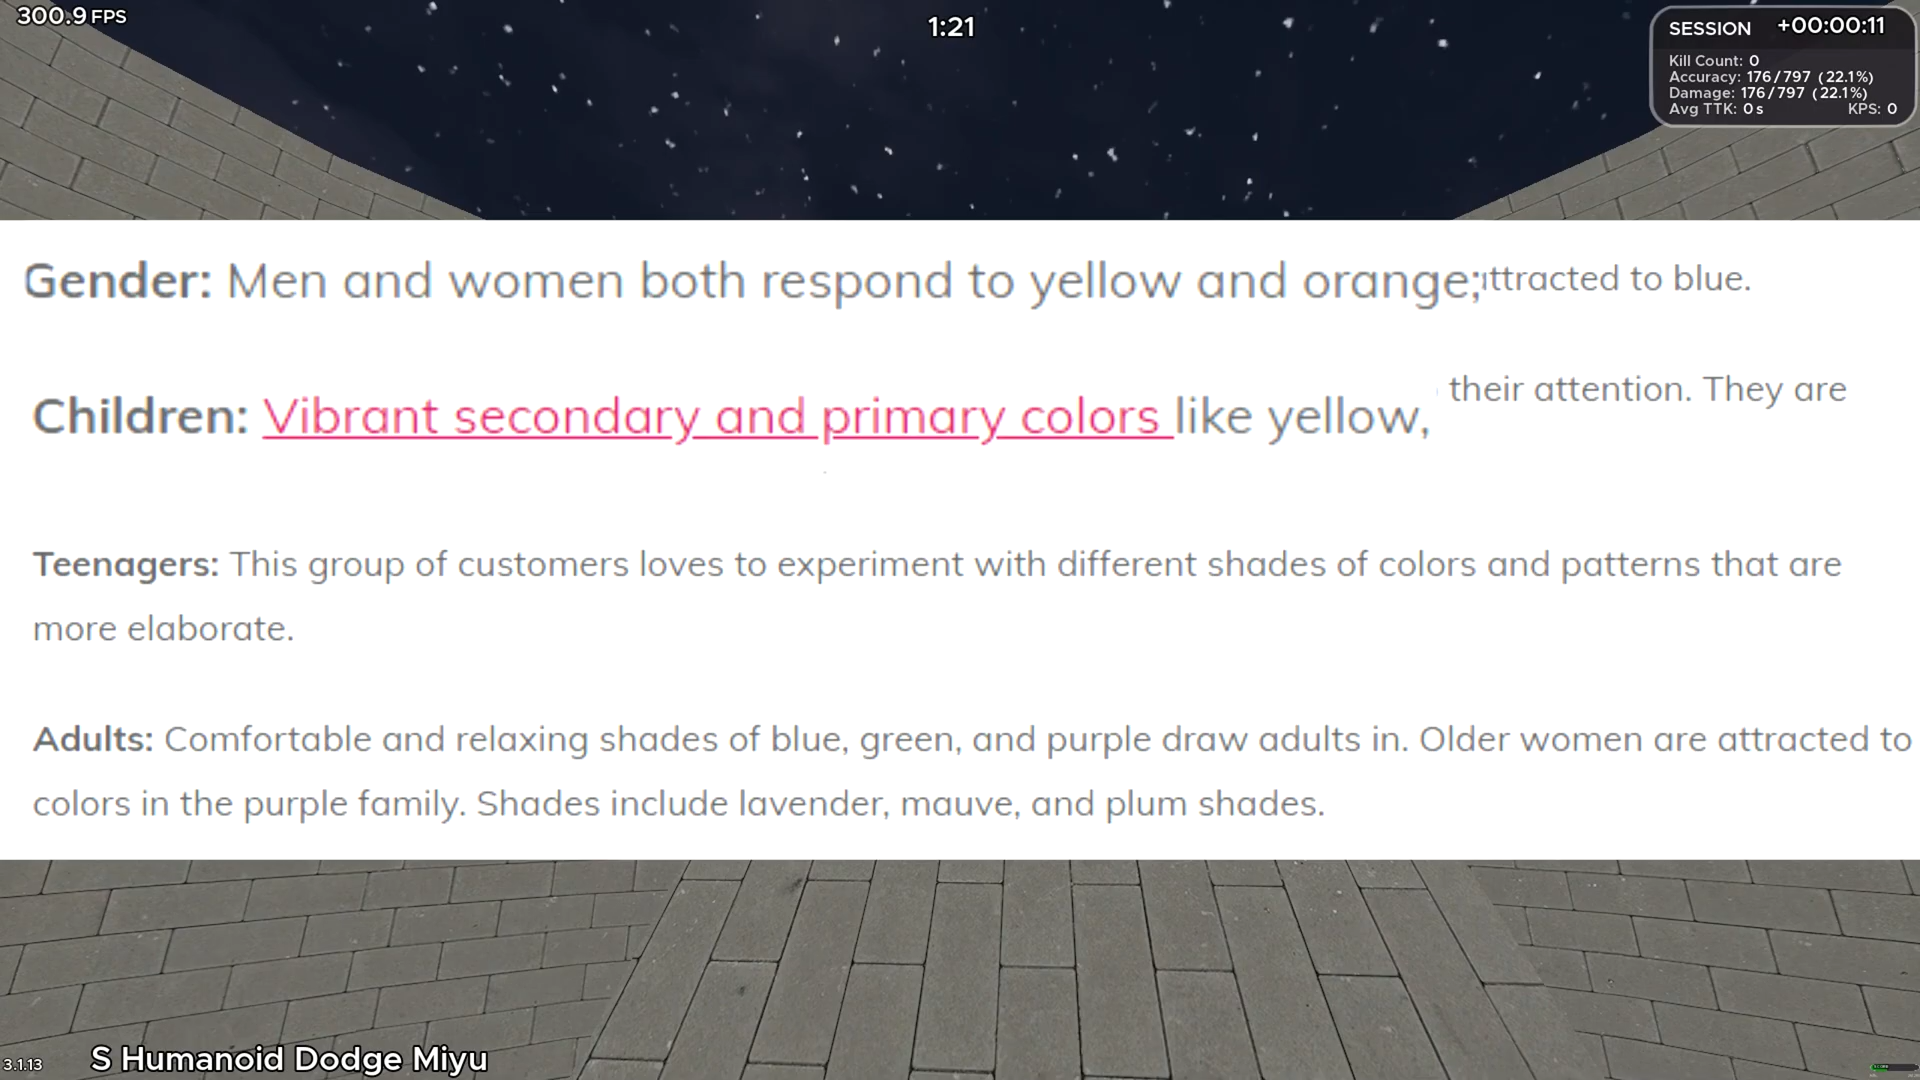 300.9 FPS
1:21
SESSION +00:00:11
Kill Count: 0
Accuracy: 176/797 (22.1%)
Damage: 176/797 (22.1%)
Avg TTK: 0 s KPS: 0
Gender: Men and women both respond to yellow and orange; attracted to blue.
Children: Vibrant secondary and primary colors like yellow, their attention. They are
Teenagers: This group of customers loves to experiment with different shades of colors and patterns that are
more elaborate.
Adults: Comfortable and relaxing shades of blue, green, and purple draw adults in. Older women are attracted to
colors in the purple family. Shades include lavender, mauve, and plum shades.
3.1.13 S Humanoid Dodge Miyu